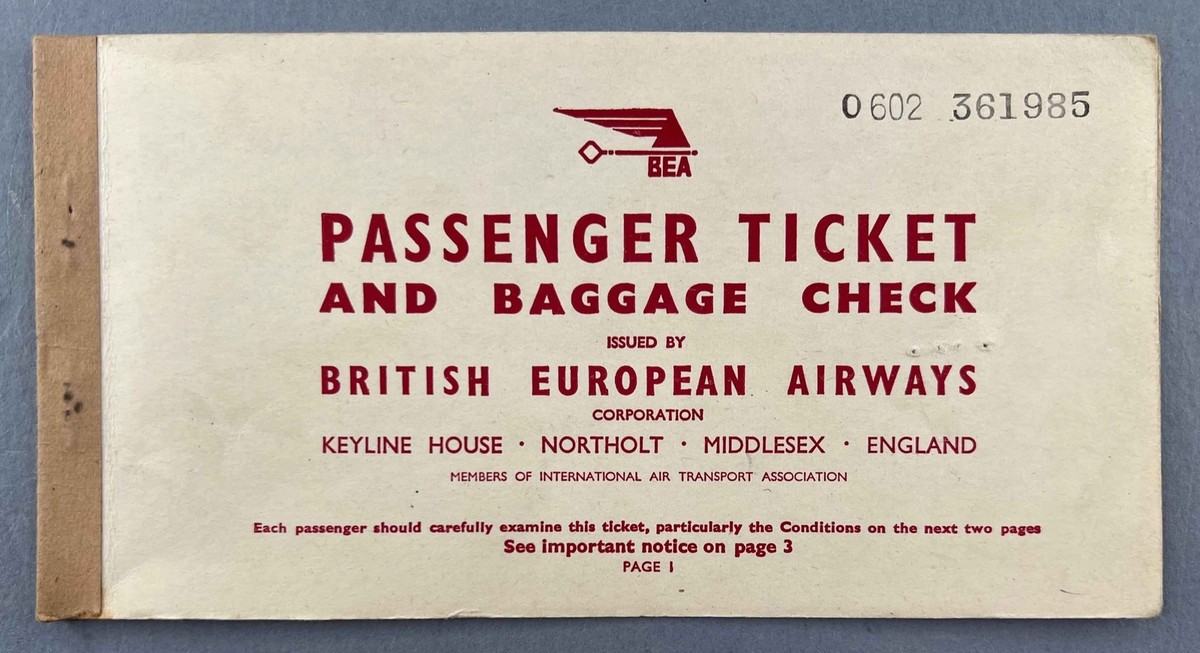 0602 361985
BEA
PASSENGER TICKET
AND BAGGAGE CHECK
ISSUED BY
BRITISH EUROPEAN AIRWAYS
CORPORATION
KEYLINE HOUSE · NORTHOLT · MIDDLESEX · ENGLAND
MEMBERS OF INTERNATIONAL AIR TRANSPORT ASSOCIATION
Each passenger should carefully examine this ticket, particularly the Conditions on the next two pages
See important notice on page 3
PAGE 1